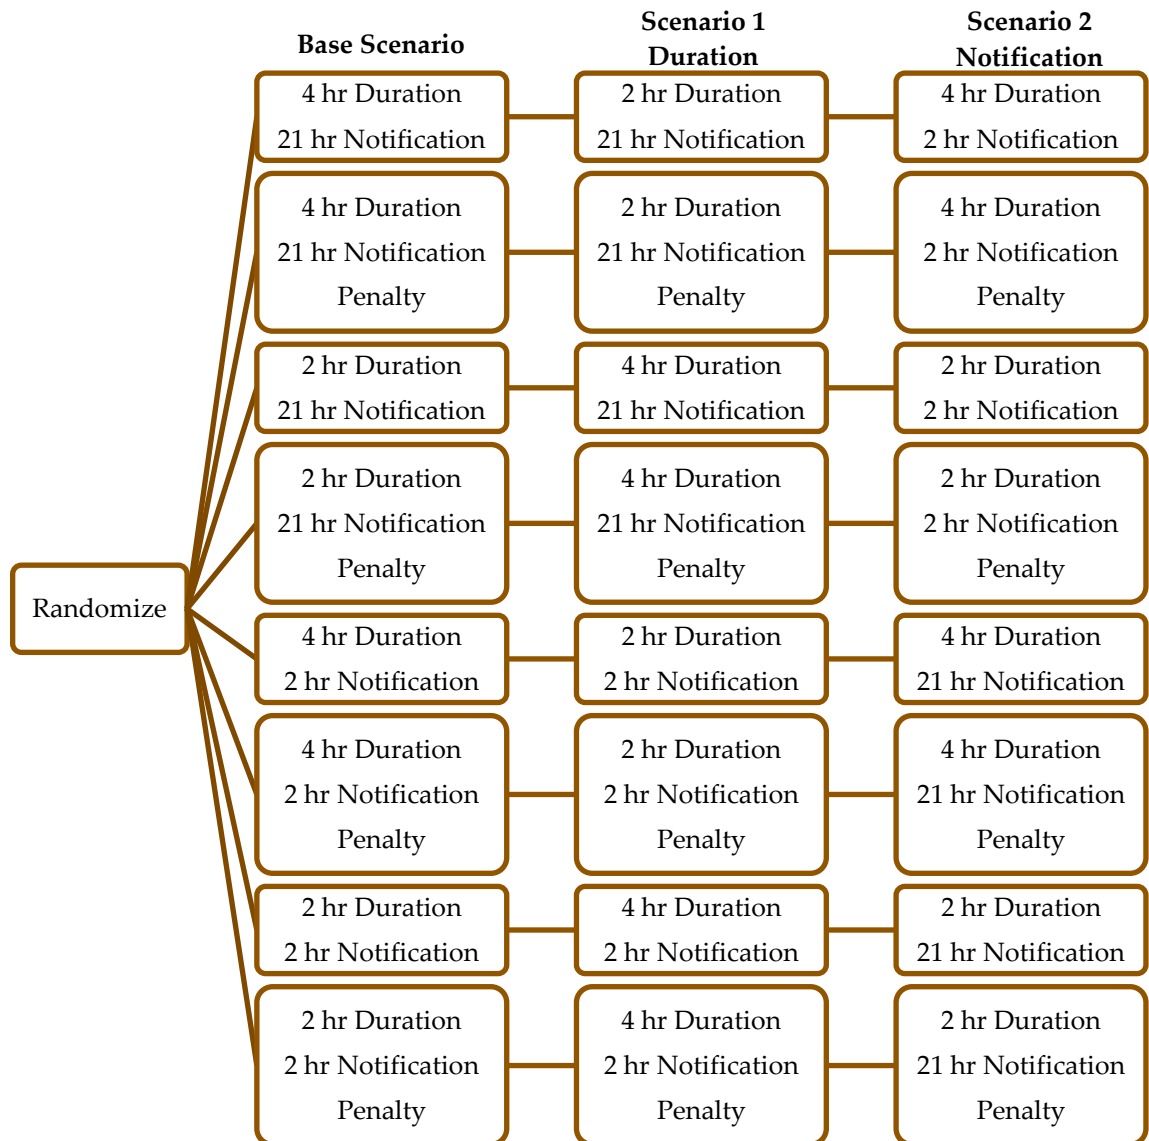 Base Scenario
Scenario 1
Duration
Scenario 2
Notification
4 hr Duration
21 hr Notification
2 hr Duration
21 hr Notification
4 hr Duration
2 hr Notification
4 hr Duration
21 hr Notification
Penalty
2 hr Duration
21 hr Notification
Penalty
4 hr Duration
2 hr Notification
Penalty
2 hr Duration
21 hr Notification
4 hr Duration
21 hr Notification
2 hr Duration
2 hr Notification
2 hr Duration
21 hr Notification
Penalty
4 hr Duration
21 hr Notification
Penalty
2 hr Duration
2 hr Notification
Penalty
Randomize
4 hr Duration
2 hr Notification
2 hr Duration
2 hr Notification
4 hr Duration
21 hr Notification
4 hr Duration
2 hr Notification
Penalty
2 hr Duration
2 hr Notification
Penalty
4 hr Duration
21 hr Notification
Penalty
2 hr Duration
2 hr Notification
4 hr Duration
2 hr Notification
2 hr Duration
21 hr Notification
2 hr Duration
2 hr Notification
Penalty
4 hr Duration
2 hr Notification
Penalty
2 hr Duration
21 hr Notification
Penalty